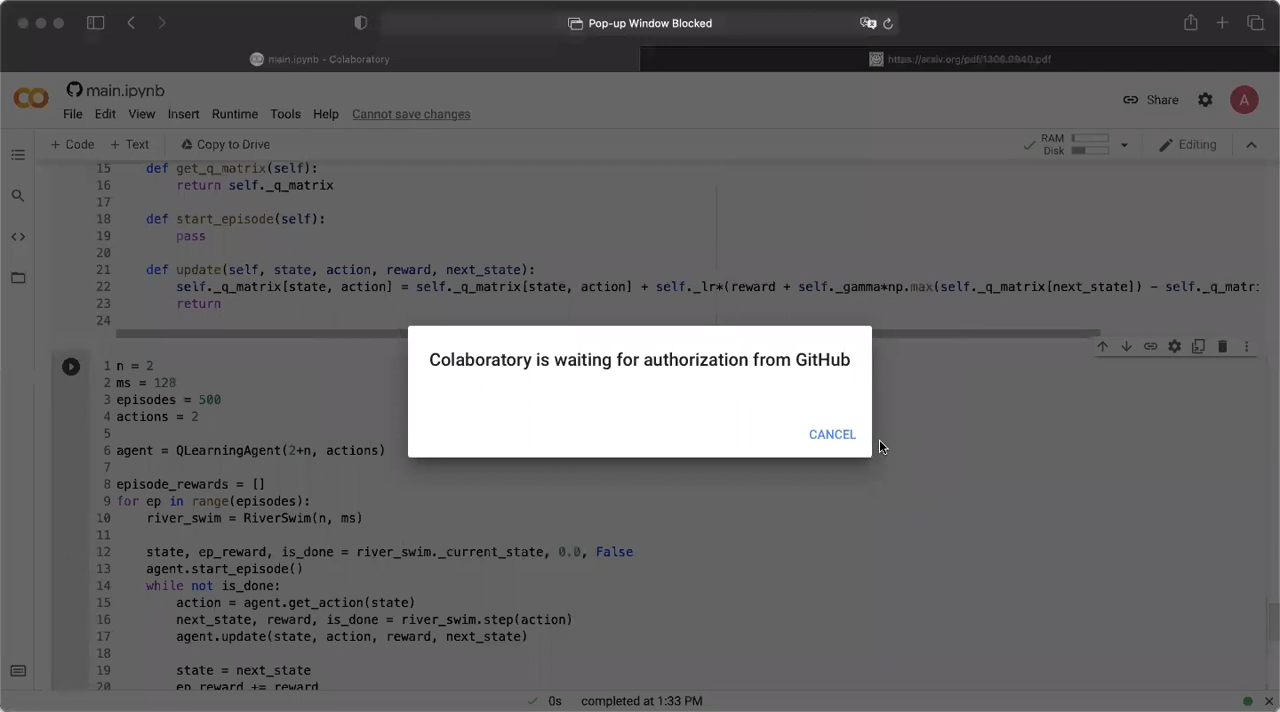 Pop-up Window Blocked
main.ipynb - Colaboratory
https://arxiv.org/pdf/1306.0940.pdf
main.ipynb
Share
A
File Edit View Insert Runtime Tools Help Cannot save changes
+ Code + Text Copy to Drive
RAM
Disk
Editing
15 def get_q_matrix(self):
16 return self._q_matrix
17
18 def start_episode(self):
19 pass
20
21 def update(self, state, action, reward, next_state):
22 self._q_matrix[state, action] = self._q_matrix[state, action] + self._lr*(reward + self._gamma*np.max(self._q_matrix[next_state]) - self._q_matri
23 return
24
Colaboratory is waiting for authorization from GitHub
CANCEL
1 n = 2
2 ms = 128
3 episodes = 500
4 actions = 2
5
6 agent = QLearningAgent(2+n, actions)
7
8 episode_rewards = []
9 for ep in range(episodes):
10 river_swim = RiverSwim(n, ms)
11
12 state, ep_reward, is_done = river_swim._current_state, 0.0, False
13 agent.start_episode()
14 while not is_done:
15 action = agent.get_action(state)
16 next_state, reward, is_done = river_swim.step(action)
17 agent.update(state, action, reward, next_state)
18
19 state = next_state
20 ep_reward += reward
0s completed at 1:33 PM